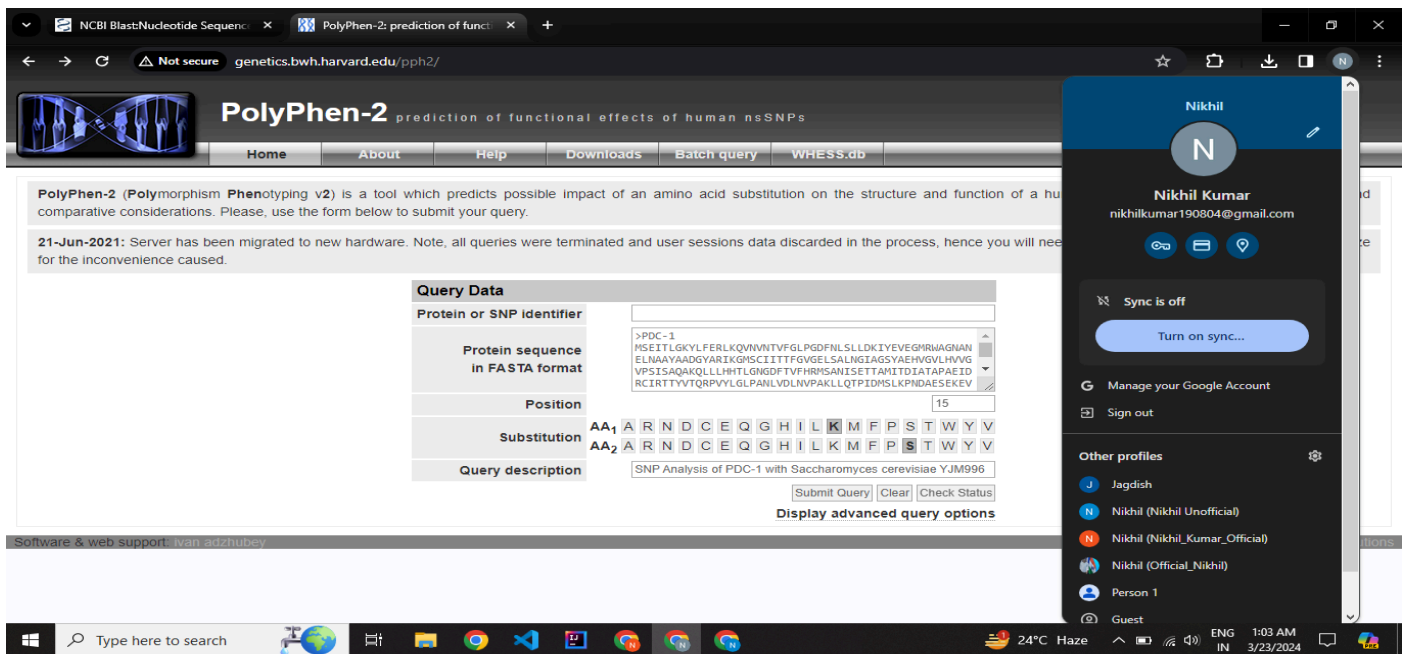 NCBI Blast:Nucleotide Sequenc
PolyPhen-2: prediction of functi
Not secure genetics.bwh.harvard.edu/pph2/
N
PolyPhen-2 prediction of functional effects of human nsSNPs
Home About Help Downloads Batch query WHESS.db
PolyPhen-2 (Polymorphism Phenotyping v2) is a tool which predicts possible impact of an amino acid substitution on the structure and function of a hu
comparative considerations. Please, use the form below to submit your query.
21-Jun-2021: Server has been migrated to new hardware. Note, all queries were terminated and user sessions data discarded in the process, hence you will nee
for the inconvenience caused.
Query Data
Protein or SNP identifier
Protein sequence
in FASTA format
>PDC-1
MSEITLGKYLFERLKQVNVNTVFGLPGDFNLSLLDKIYEVEGMRWAGNAN
ELNAAYAADGYARIKGMSCIITTFGVGELSALNGIAGSYAEHVGVLHVVG
VPSISAQAKQLLLHHTLGNGDFTVFHRMSANISETTAMITDIATAPAEID
RCIRTTYVTQRPVYLGLPANLVDLNVPAKLLQTPIDMSLKPNDAESEKEV
Position 15
Substitution
AA1 A R N D C E Q G H I L K M F P S T W Y V
AA2 A R N D C E Q G H I L K M F P S T W Y V
Query description SNP Analysis of PDC-1 with Saccharomyces cerevisiae YJM996
Submit Query Clear Check Status
Display advanced query options
Software & web support: ivan adzhubey
Nikhil
N
Nikhil Kumar
nikhilkumar190804@gmail.com
Sync is off
Turn on sync...
G Manage your Google Account
Sign out
Other profiles
J Jagdish
N Nikhil (Nikhil Unofficial)
N Nikhil (Nikhil_Kumar_Official)
Nikhil (Official_Nikhil)
Person 1
Guest
Type here to search
24°C Haze
ENG
IN
1:03 AM
3/23/2024